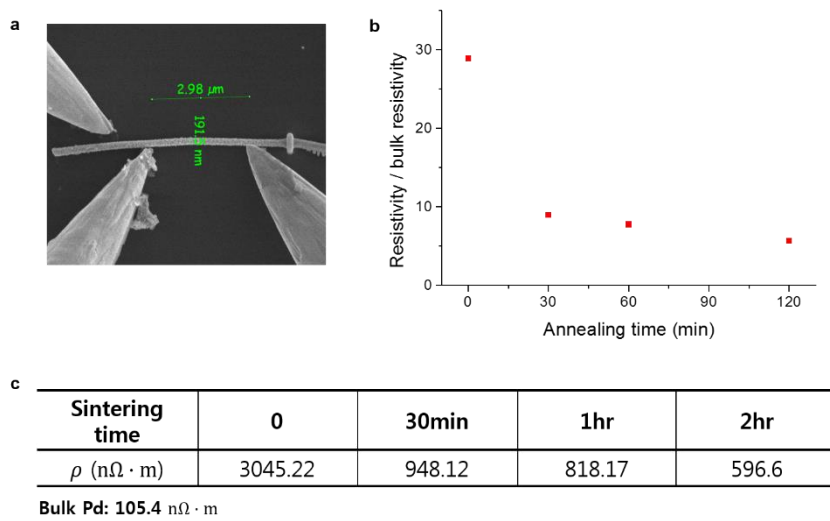 a
2.98 μm
b
Resistivity / bulk resistivity
30
20
10
0
0
30
60
90
120
Annealing time (min)
c
Sintering time
0
30min
1hr
2hr
ρ (nΩ · m)
3045.22
948.12
818.17
596.6
Bulk Pd: 105.4 nΩ · m